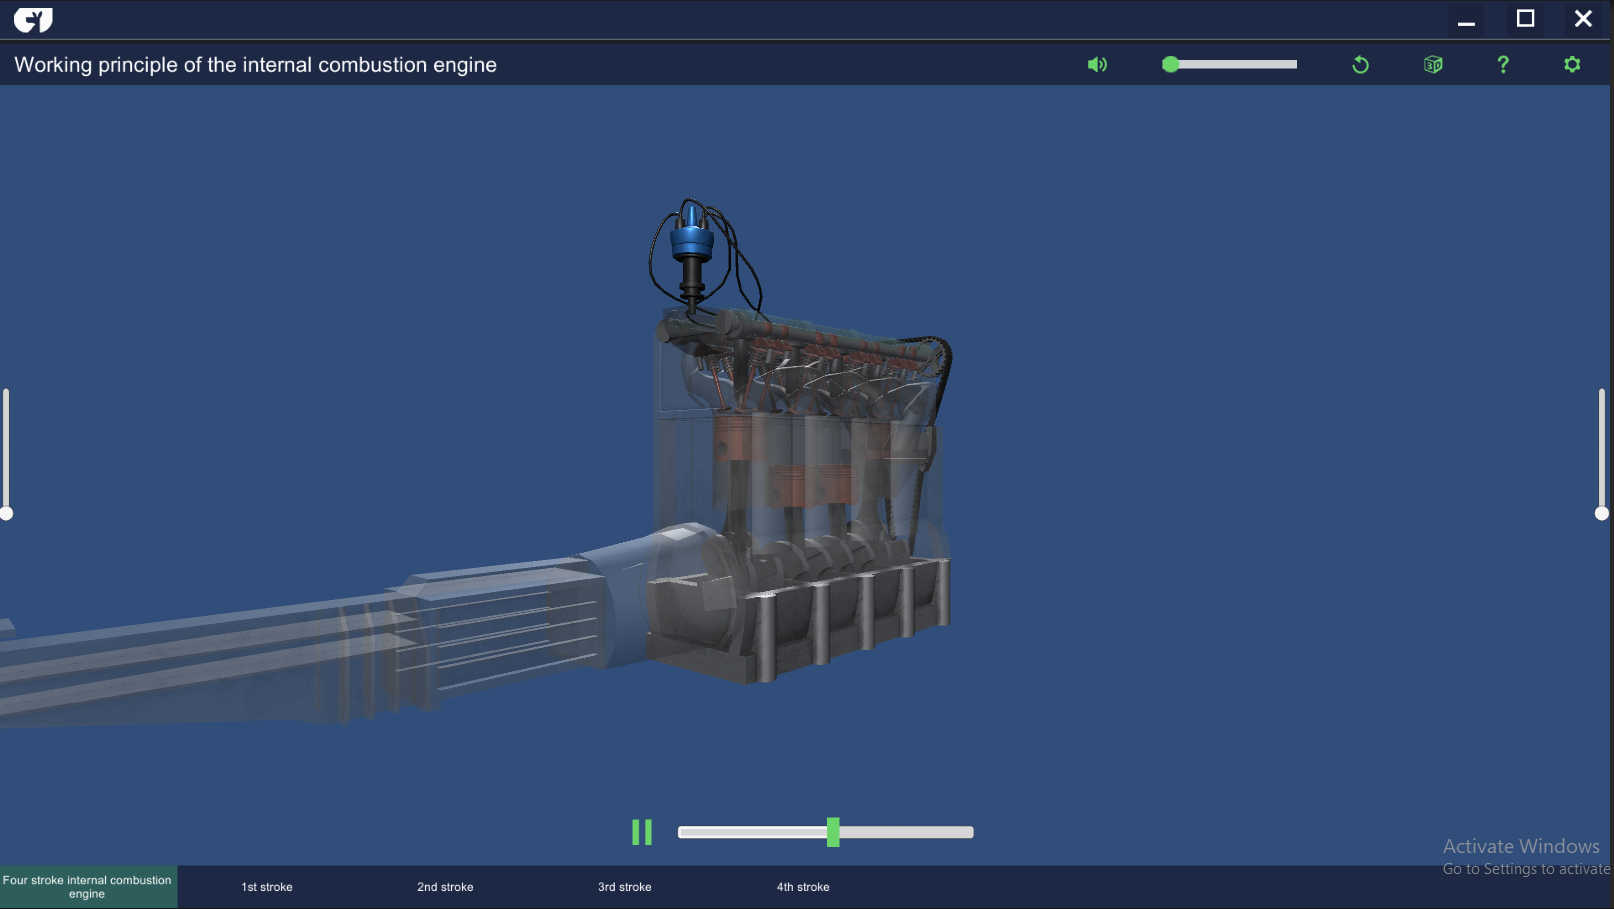 Working principle of the internal combustion engine
3D
?
Activate Windows
Go to Settings to activate
Four stroke internal combustion
engine
1st stroke
2nd stroke
3rd stroke
4th stroke